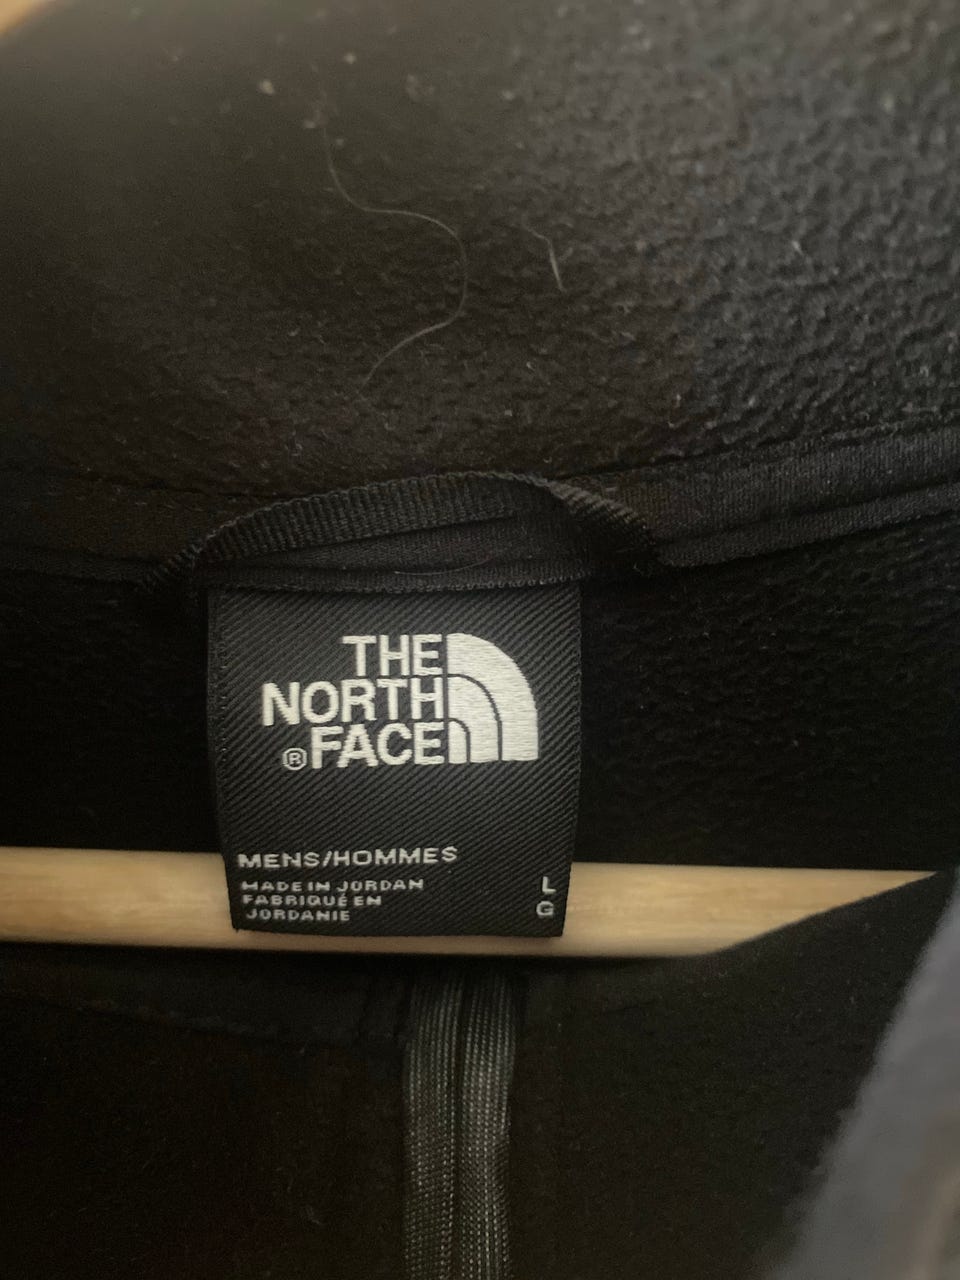 THE
NORTH
®FACE
MENS/HOMMES
MADE IN JORDAN
FABRIQUÉ EN
JORDANIE
L
G